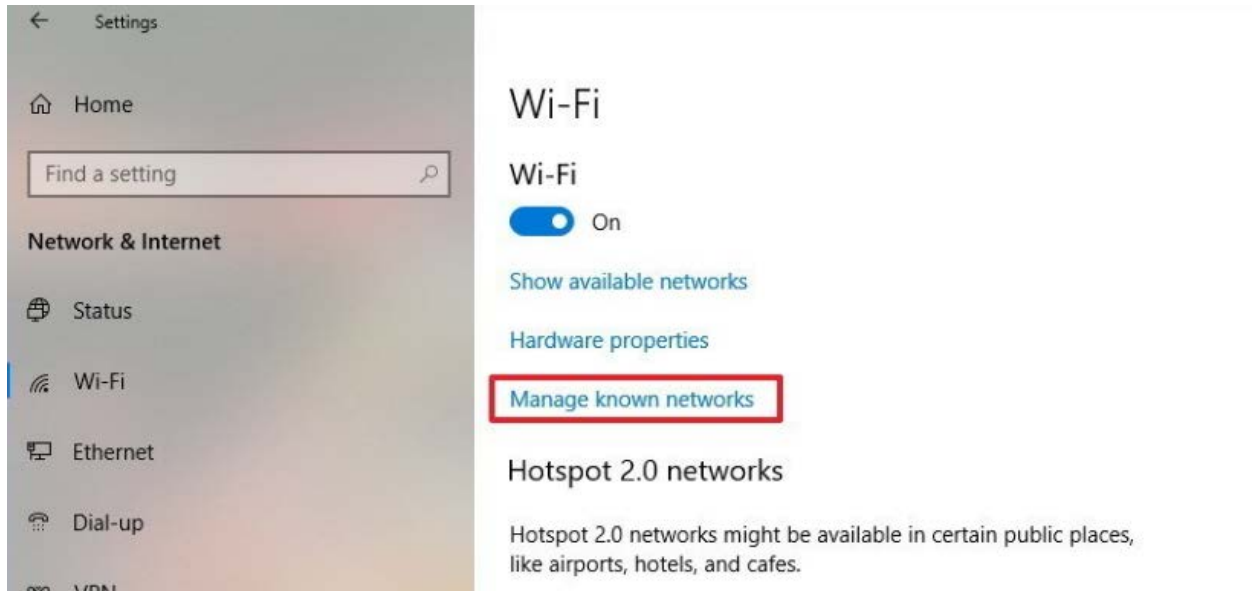 Settings
Home
Find a setting
Network & Internet
Status
Wi-Fi
Ethernet
Dial-up
VPN
Wi-Fi
Wi-Fi
On
Show available networks
Hardware properties
Manage known networks
Hotspot 2.0 networks
Hotspot 2.0 networks might be available in certain public places,
like airports, hotels, and cafes.